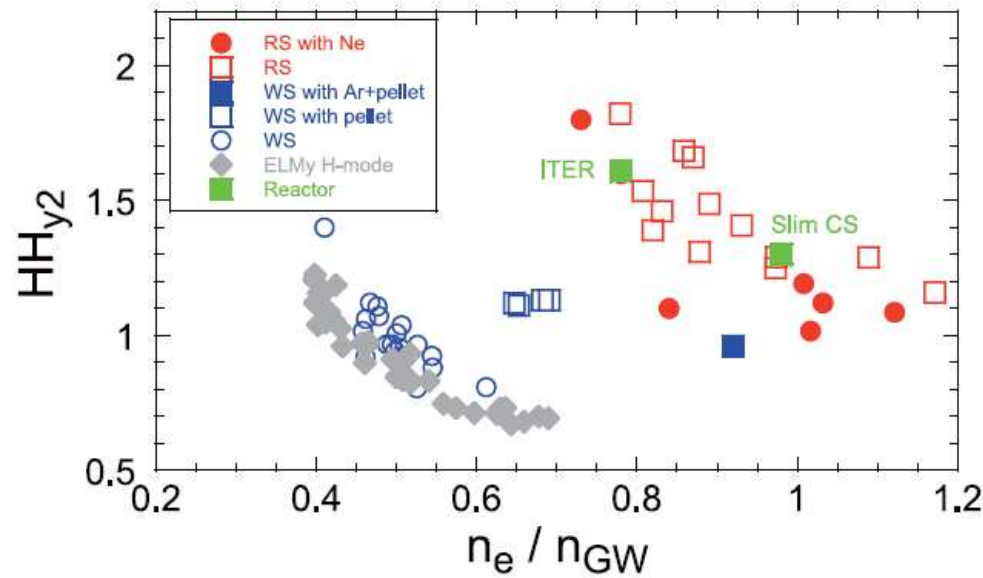 RS with Ne
RS
WS with Ar+pellet
WS with pellet
WS
ELMy H-mode
Reactor
ITER
Slim CS
HHy2
2
1.5
1
0.5
0.2
0.4
0.6
0.8
1
1.2
ne / nGW